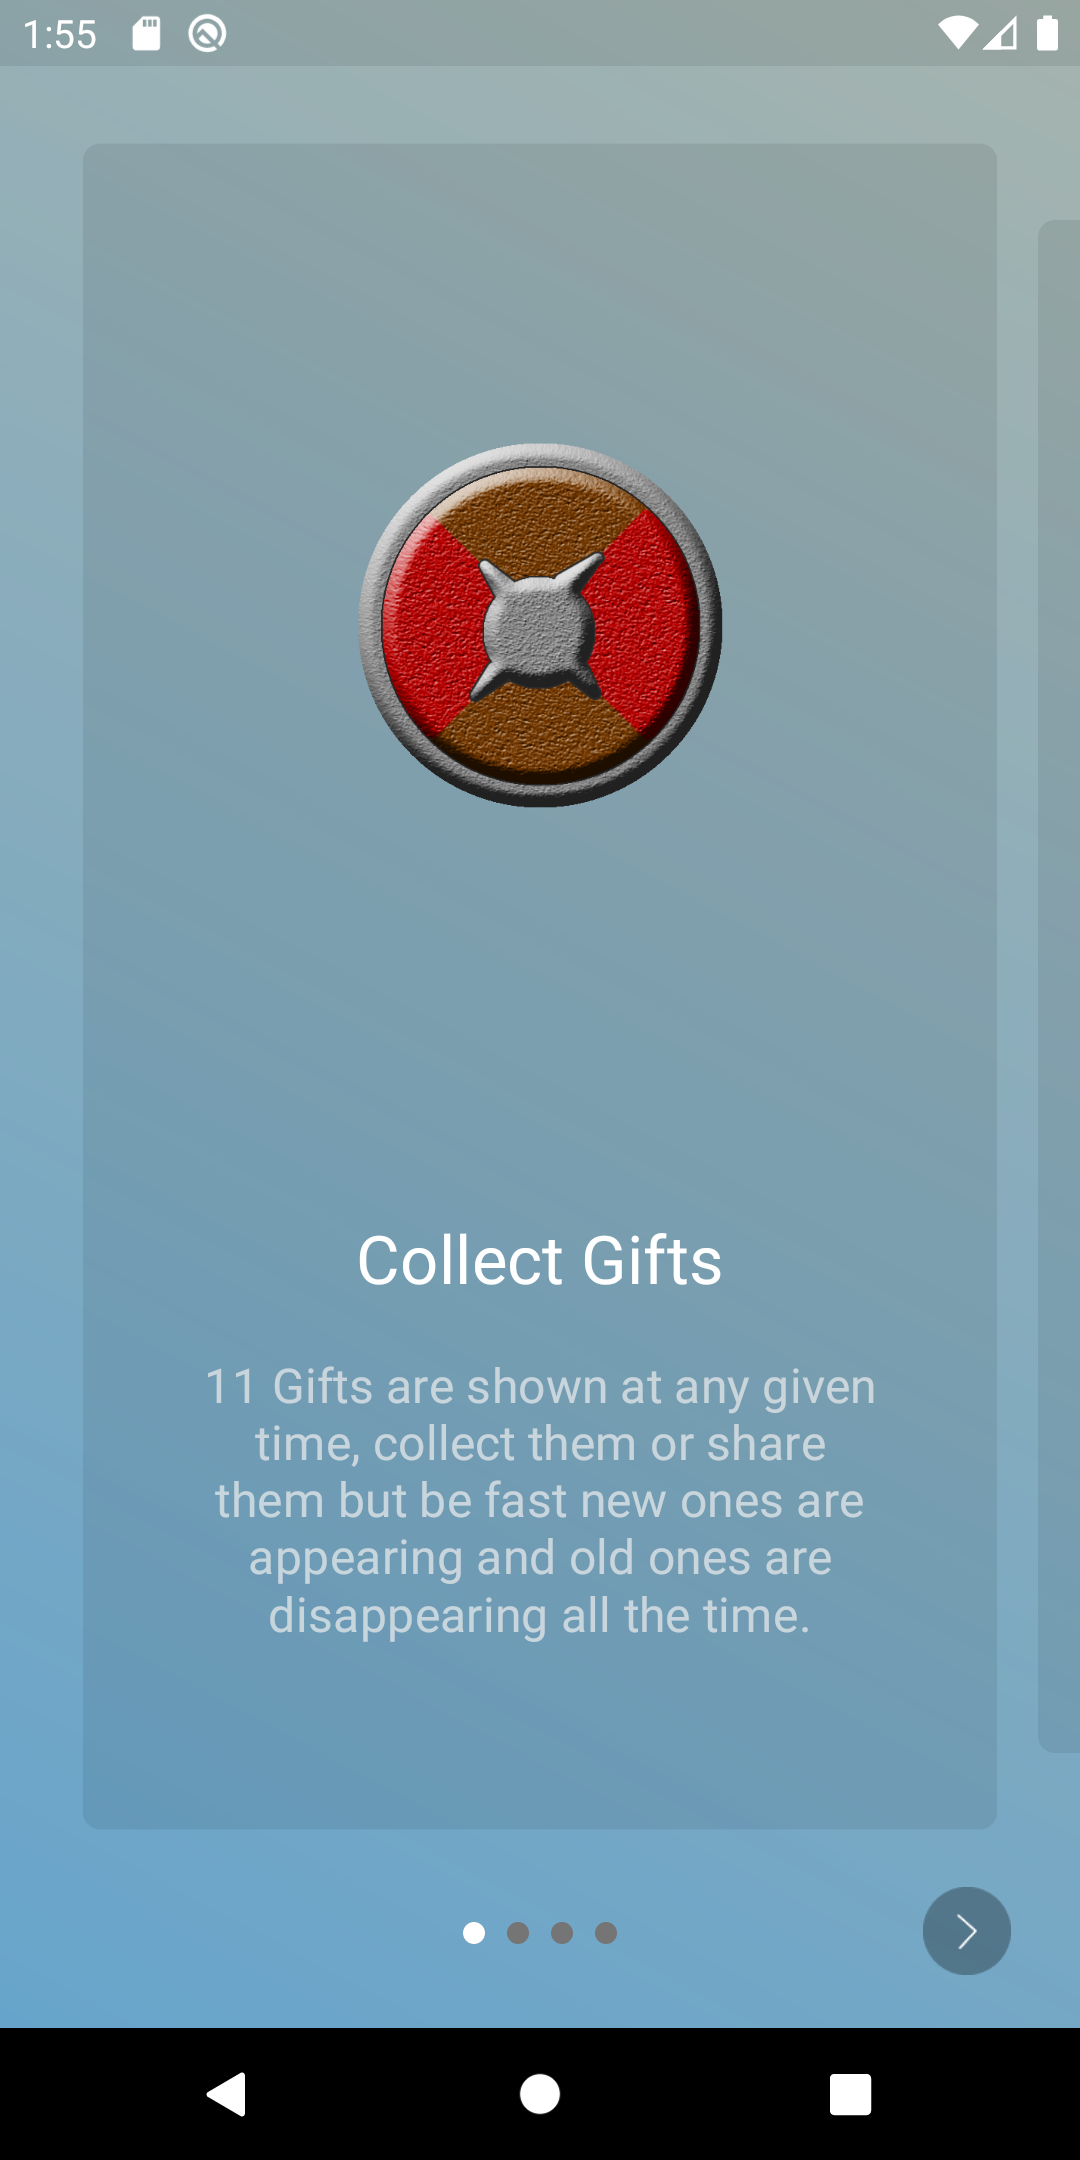 1:55
Collect Gifts
11 Gifts are shown at any given
time, collect them or share
them but be fast new ones are
appearing and old ones are
disappearing all the time.